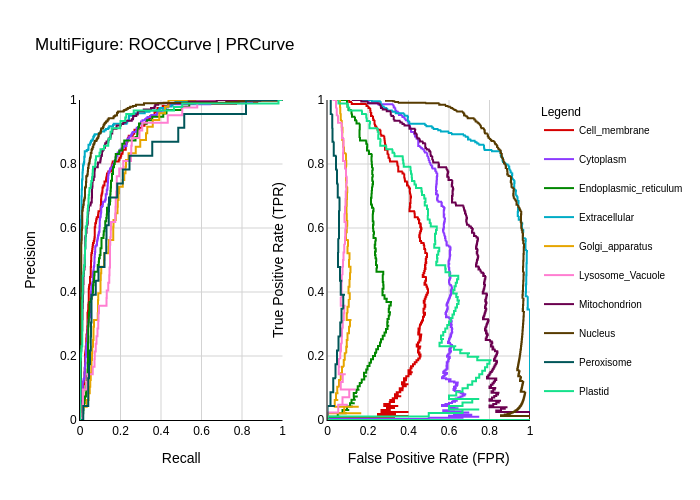 MultiFigure: ROCCurve | PRCurve
Precision
1
0.8
0.6
0.4
0.2
0
0 0.2 0.4 0.6 0.8 1
Recall
True Positive Rate (TPR)
1
0.8
0.6
0.4
0.2
0
0 0.2 0.4 0.6 0.8 1
False Positive Rate (FPR)
Legend
Cell_membrane
Cytoplasm
Endoplasmic_reticulum
Extracellular
Golgi_apparatus
Lysosome_Vacuole
Mitochondrion
Nucleus
Peroxisome
Plastid